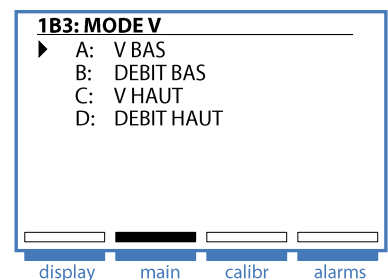 1B3: MODE V
A: V BAS
B: DEBIT BAS
C: V HAUT
D: DEBIT HAUT
display main calibr alarms